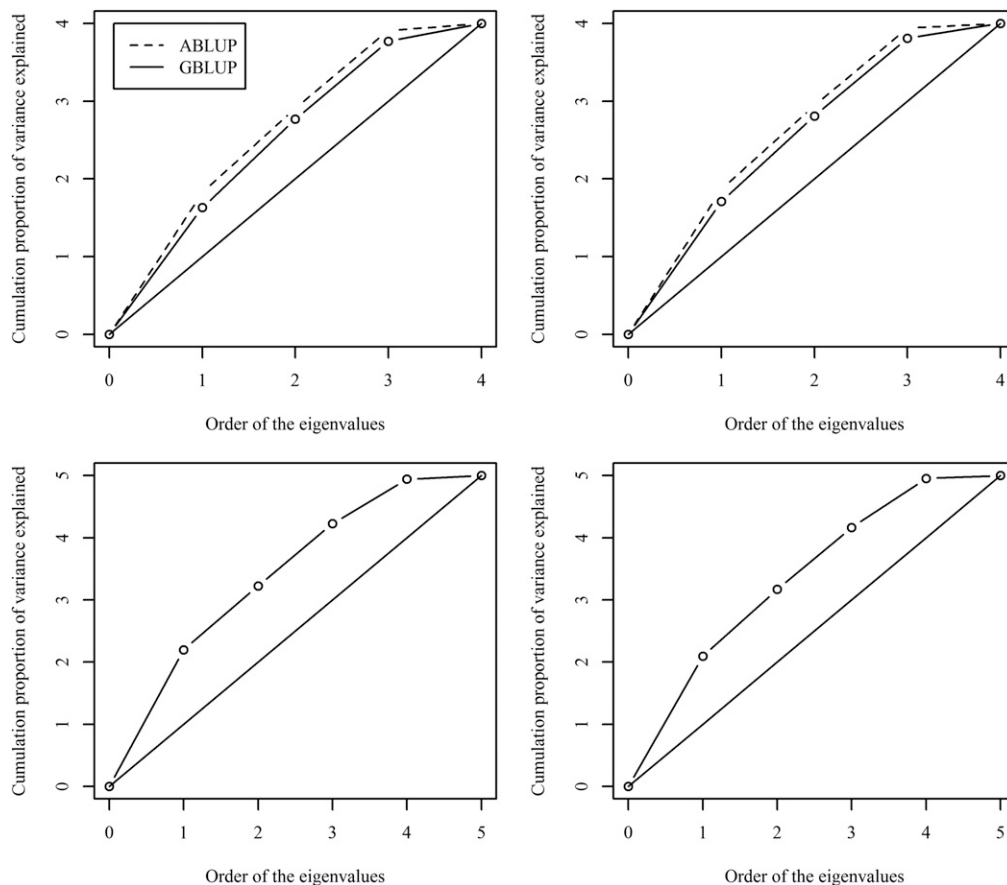 Cumulation proportion of variance explained
4
3
2
1
0
ABLUP
GBLUP
0 1 2 3 4
Order of the eigenvalues
Cumulation proportion of variance explained
4
3
2
1
0
0 1 2 3 4
Order of the eigenvalues
Cumulation proportion of variance explained
5
4
3
2
1
0
0 1 2 3 4 5
Order of the eigenvalues
Cumulation proportion of variance explained
5
4
3
2
1
0
0 1 2 3 4 5
Order of the eigenvalues